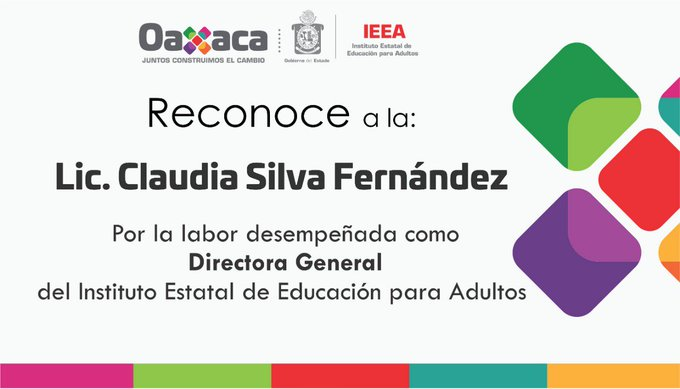 Oaxaca
JUNTOS CONSTRUIMOS EL CAMBIO
Gobierno del Estado
IEEA
Instituto Estatal de
Educación para Adultos
Reconoce a la:
Lic. Claudia Silva Fernández
Por la labor desempeñada como
Directora General
del Instituto Estatal de Educación para Adultos